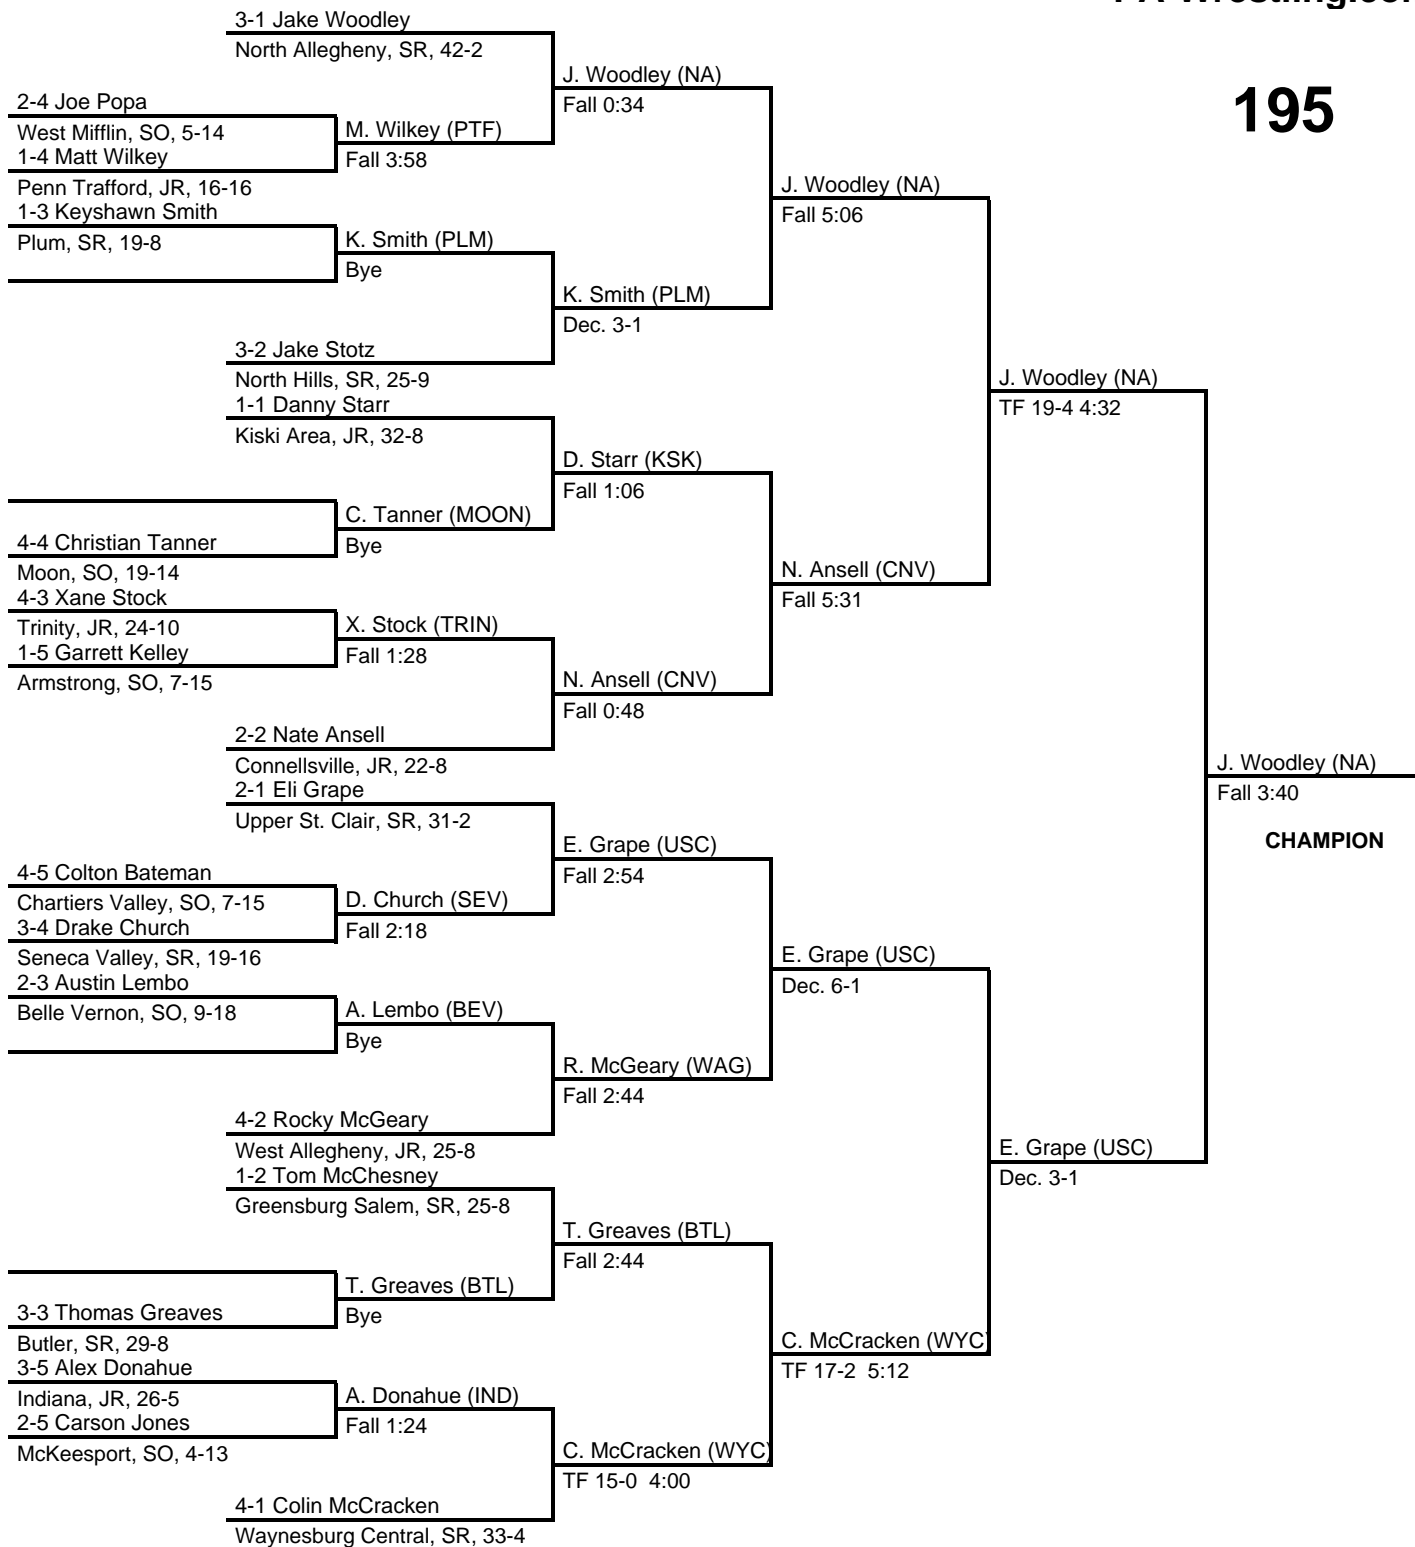 3-1 Jake Woodley
North Allegheny, SR, 42-2
J. Woodley (NA)
Fall 0:34
195
2-4 Joe Popa
West Mifflin, SO, 5-14
M. Wilkey (PTF)
1-4 Matt Wilkey
Fall 3:58
Penn Trafford, JR, 16-16
J. Woodley (NA)
1-3 Keyshawn Smith
Fall 5:06
Plum, SR, 19-8
K. Smith (PLM)
Bye
K. Smith (PLM)
Dec. 3-1
3-2 Jake Stotz
North Hills, SR, 25-9
J. Woodley (NA)
1-1 Danny Starr
TF 19-4 4:32
Kiski Area, JR, 32-8
D. Starr (KSK)
Fall 1:06
C. Tanner (MOON)
4-4 Christian Tanner
Bye
Moon, SO, 19-14
N. Ansell (CNV)
4-3 Xane Stock
Fall 5:31
Trinity, JR, 24-10
X. Stock (TRIN)
1-5 Garrett Kelley
Fall 1:28
Armstrong, SO, 7-15
N. Ansell (CNV)
Fall 0:48
2-2 Nate Ansell
Connellsville, JR, 22-8
J. Woodley (NA)
2-1 Eli Grape
Fall 3:40
Upper St. Clair, SR, 31-2
E. Grape (USC)
CHAMPION
4-5 Colton Bateman
Fall 2:54
Chartiers Valley, SO, 7-15
D. Church (SEV)
3-4 Drake Church
Fall 2:18
Seneca Valley, SR, 19-16
E. Grape (USC)
2-3 Austin Lembo
Dec. 6-1
Belle Vernon, SO, 9-18
A. Lembo (BEV)
Bye
R. McGeary (WAG)
Fall 2:44
4-2 Rocky McGeary
West Allegheny, JR, 25-8
E. Grape (USC)
1-2 Tom McChesney
Dec. 3-1
Greensburg Salem, SR, 25-8
T. Greaves (BTL)
Fall 2:44
T. Greaves (BTL)
3-3 Thomas Greaves
Bye
Butler, SR, 29-8
C. McCracken (WYC)
3-5 Alex Donahue
TF 17-2 5:12
Indiana, JR, 26-5
A. Donahue (IND)
2-5 Carson Jones
Fall 1:24
McKeesport, SO, 4-13
C. McCracken (WYC)
TF 15-0 4:00
4-1 Colin McCracken
Waynesburg Central, SR, 33-4